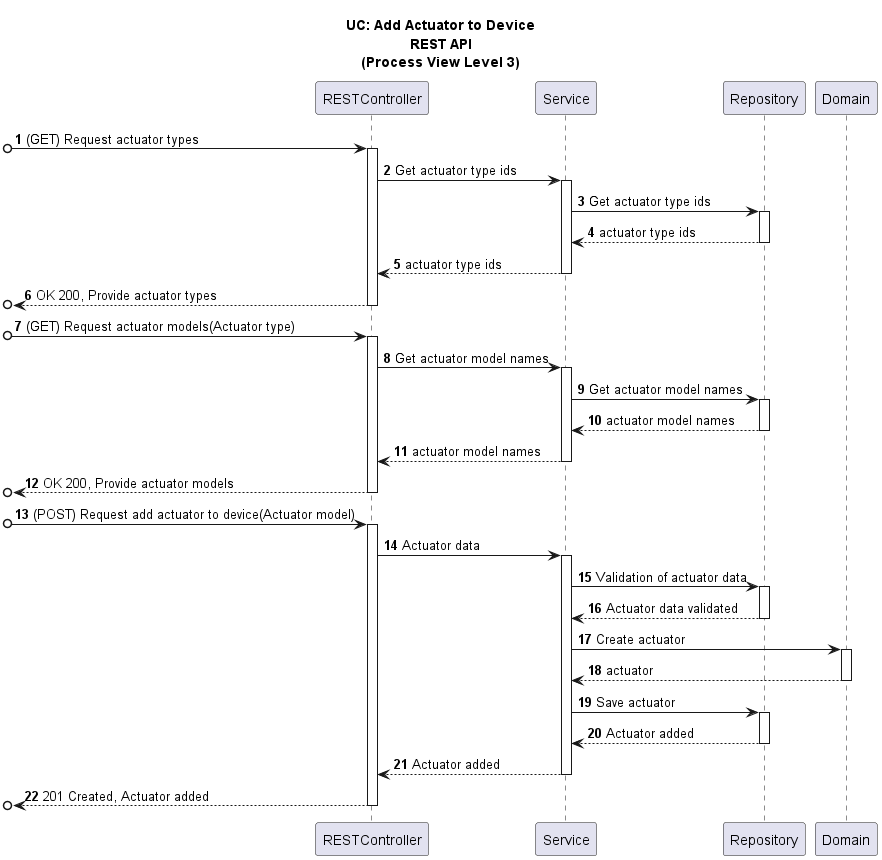 UC: Add Actuator to Device
REST API
(Process View Level 3)
RESTController Service Repository Domain
1 (GET) Request actuator types
2 Get actuator type ids
3 Get actuator type ids
4 actuator type ids
5 actuator type ids
6 OK 200, Provide actuator types
7 (GET) Request actuator models(Actuator type)
8 Get actuator model names
9 Get actuator model names
10 actuator model names
11 actuator model names
12 OK 200, Provide actuator models
13 (POST) Request add actuator to device(Actuator model)
14 Actuator data
15 Validation of actuator data
16 Actuator data validated
17 Create actuator
18 actuator
19 Save actuator
20 Actuator added
21 Actuator added
22 201 Created, Actuator added
RESTController Service Repository Domain